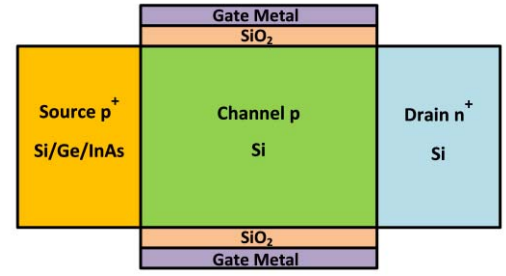 Gate Metal
SiO₂
Source p⁺
Si/Ge/InAs
Channel p
Si
Drain n⁺
Si
SiO₂
Gate Metal